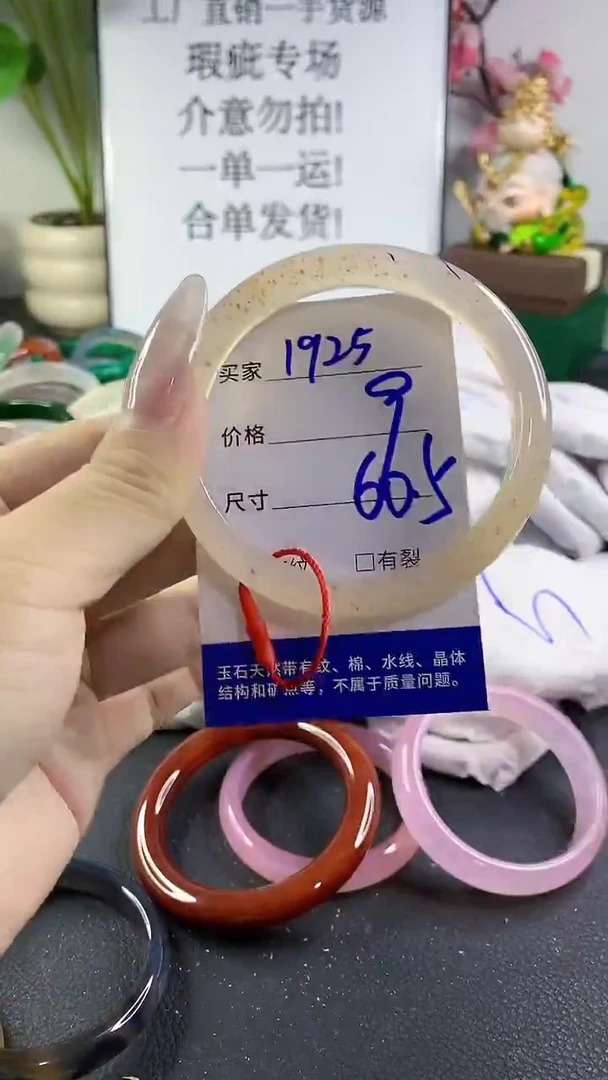 工厂直销一手货源
瑕疵专场
介意勿拍!
一单一运!
合单发货!
买家 1925
价格
尺寸 60.5
□有裂
玉石天然带有纹、棉、水线、晶体
结构和矿点等，不属于质量问题。